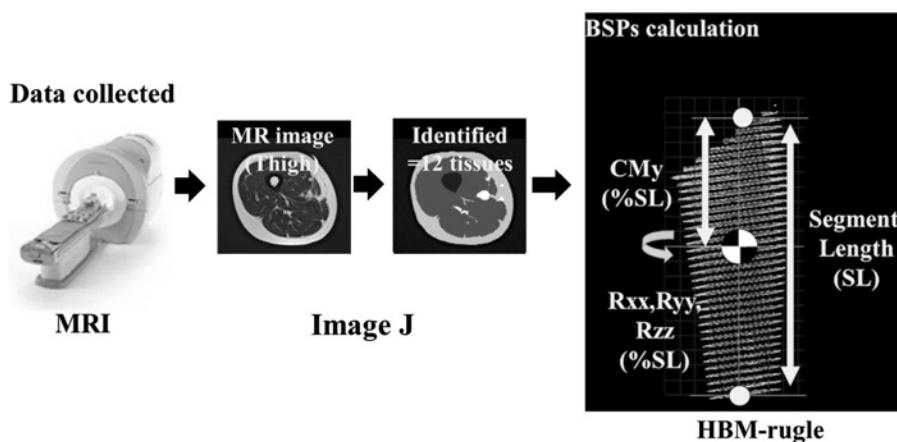 Data collected
MRI
MR image
(Thigh)
Identified
=12 tissues
Image J
BSPs calculation
CMy
(%SL)
Segment
Length
(SL)
Rxx,Ryy,
Rzz
(%SL)
HBM-rugle